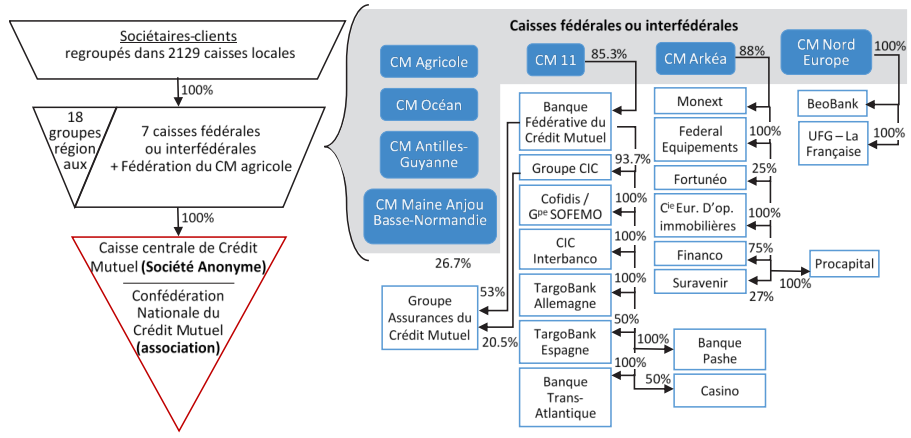 Sociétaires-clients
regroupés dans 2129 caisses locales
100%
18
groupes
région
aux
7 caisses fédérales
ou interfédérales
+ Fédération du CM agricole
100%
Caisse centrale de Crédit
Mutuel (Société Anonyme)
Confédération
Nationale du
Crédit Mutuel
(association)
Caisses fédérales ou interfédérales
CM Agricole
CM Océan
CM Antilles-
Guyanne
CM Maine Anjou
Basse-Normandie
26.7%
53%
Groupe
Assurances du
Crédit Mutuel
20.5%
CM 11
85.3%
Banque
Fédérative du
Crédit Mutuel
93.7%
Groupe CIC
Cofidis /
Gpe SOFEMO
100%
CIC
Interbanco
100%
TargoBank
Allemagne
100%
TargoBank
Espagne
50%
100%
Banque
Pashe
Banque
Trans-
Atlantique
100%
50%
Casino
CM Arkéa
88%
Monext
Federal
Equipements
100%
Fortunéo
25%
Cie Eur. D'op.
immobilières
100%
Financo
75%
Suravenir
27%
100%
Procapital
CM Nord
Europe
100%
BeoBank
100%
UFG – La
Française
100%